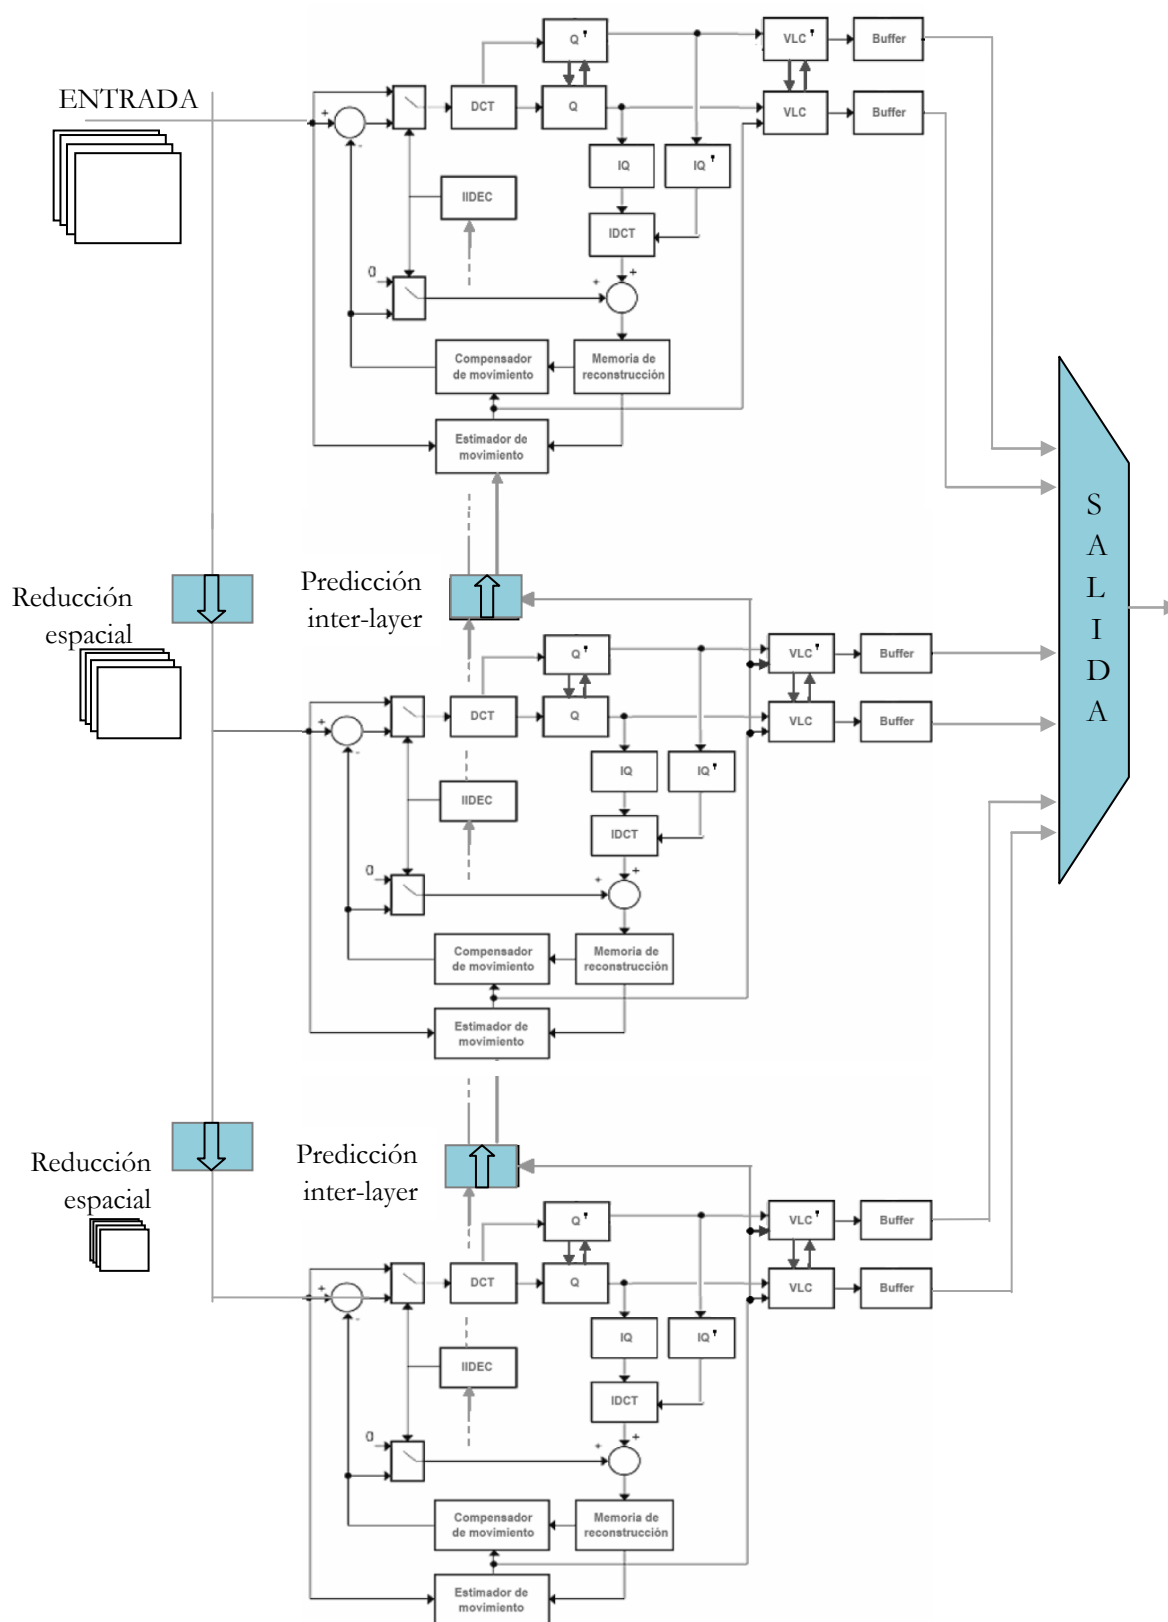 Q'
VLC'
Buffer
ENTRADA
+
DCT
Q
VLC
Buffer
-
IQ
IQ'
IIDEC
IDCT
0
+
+
Compensador
de movimiento
Memoria de
reconstrucción
Estimador de
movimiento
S
A
L
I
D
A
Reducción
espacial
Predicción
inter-layer
Q'
VLC'
Buffer
+
DCT
Q
VLC
Buffer
-
IQ
IQ'
IIDEC
IDCT
0
+
+
Compensador
de movimiento
Memoria de
reconstrucción
Estimador de
movimiento
Reducción
espacial
Predicción
inter-layer
Q'
VLC'
Buffer
+
DCT
Q
VLC
Buffer
-
IQ
IQ'
IIDEC
IDCT
0
+
+
Compensador
de movimiento
Memoria de
reconstrucción
Estimador de
movimiento